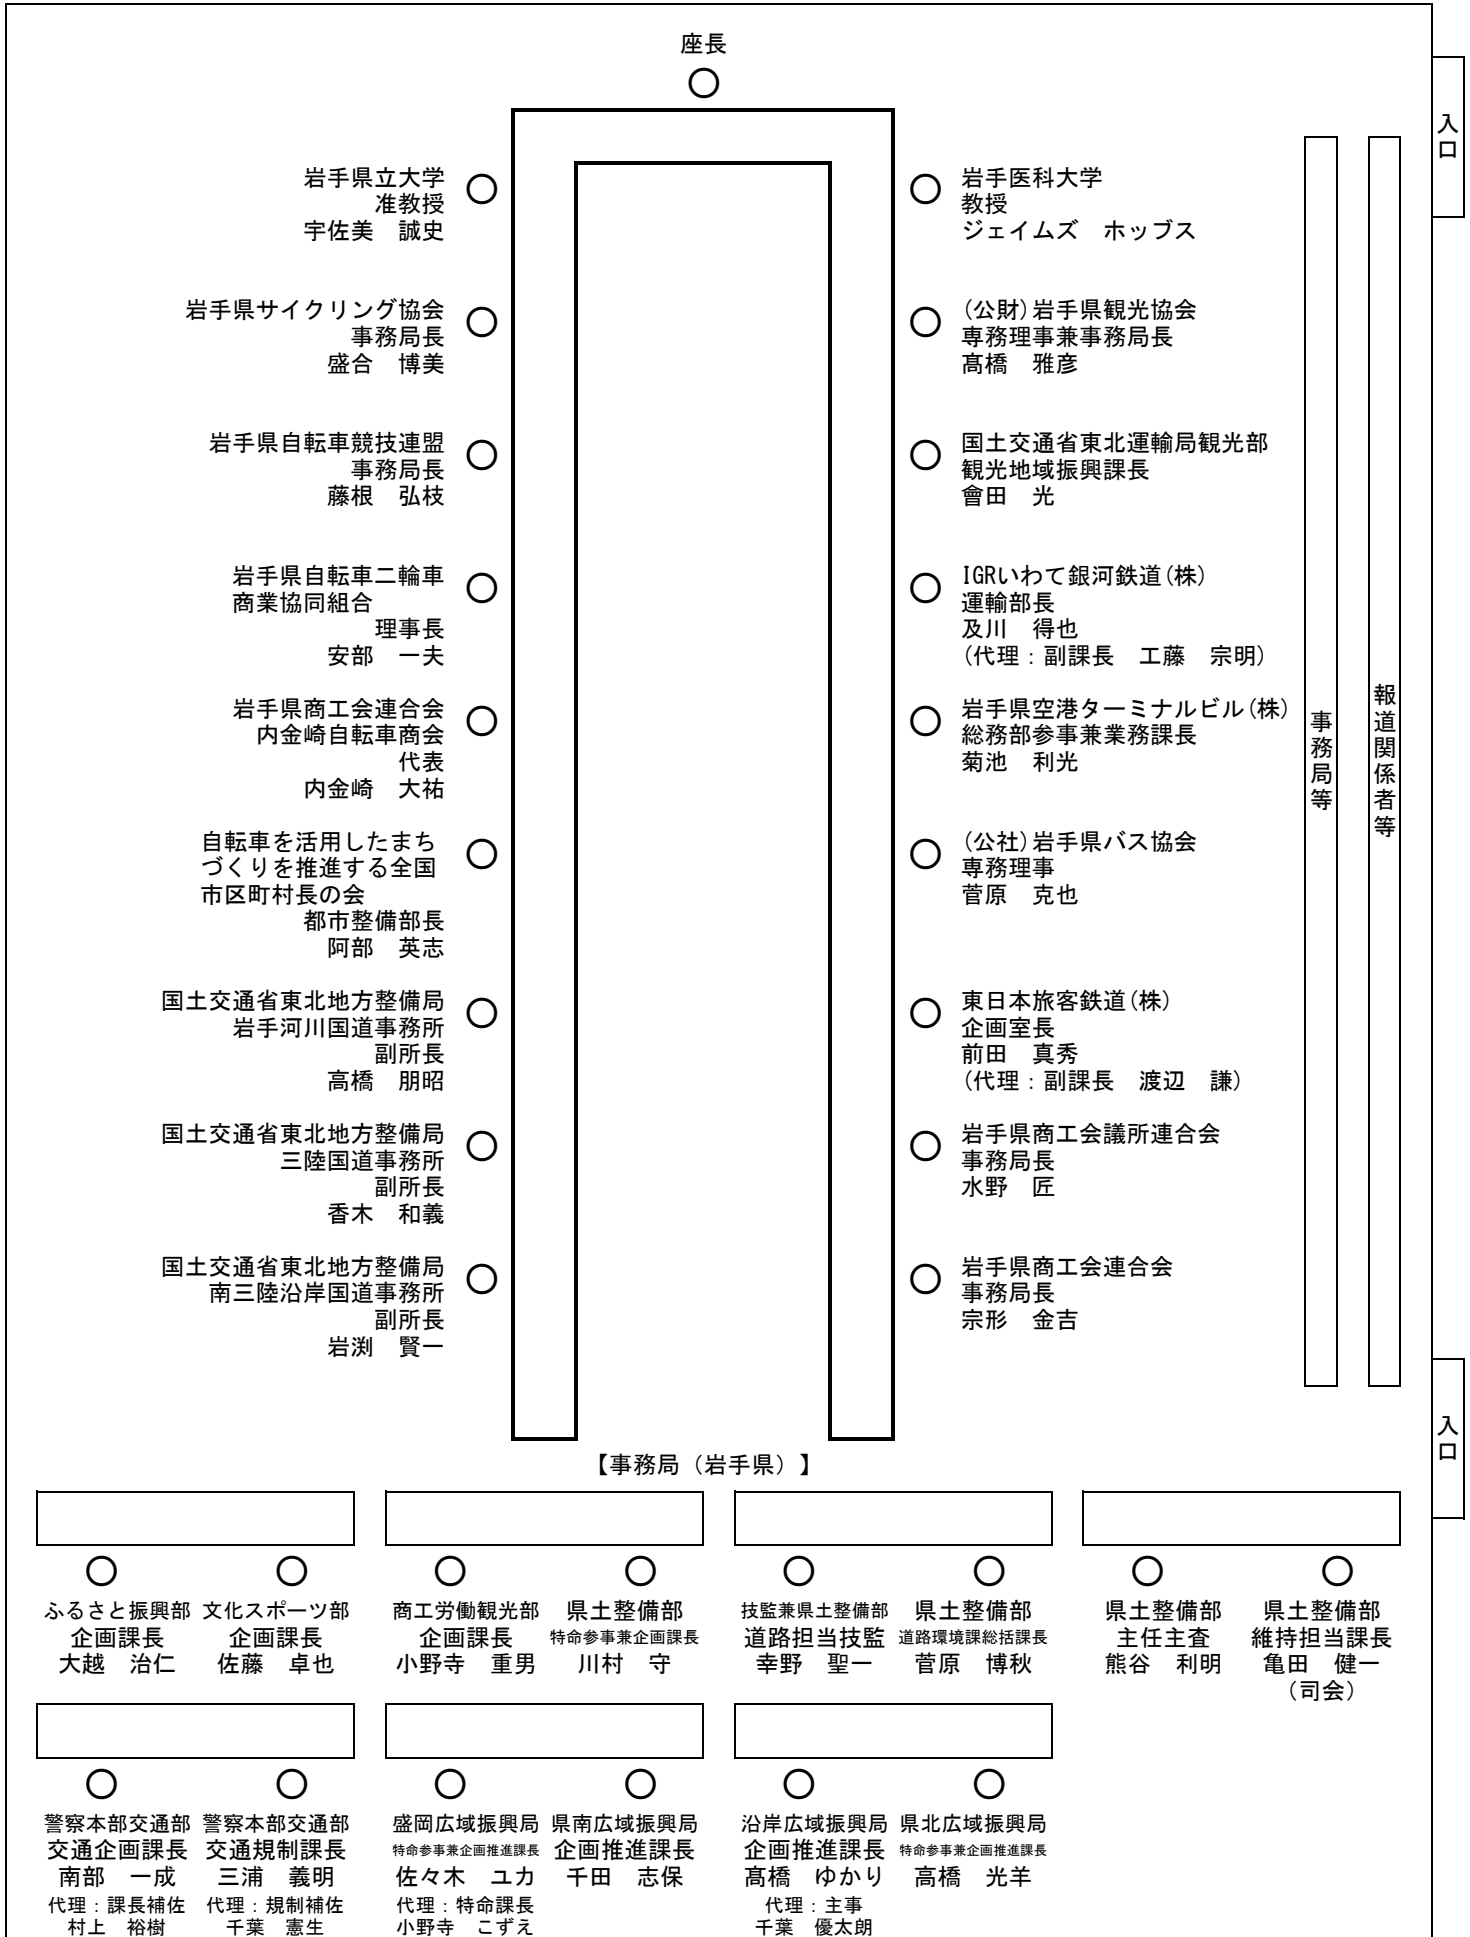 座長
入口
岩手県立大学
准教授
宇佐美　誠史
岩手県サイクリング協会
事務局長
盛合　博美
岩手県自転車競技連盟
事務局長
藤根　弘枝
岩手県自転車二輪車
商業協同組合
理事長
安部　一夫
岩手県商工会連合会
内金崎自転車商会
代表
内金崎　大祐
自転車を活用したまち
づくりを推進する全国
市区町村長の会
都市整備部長
阿部　英志
国土交通省東北地方整備局
岩手河川国道事務所
副所長
高橋　朋昭
国土交通省東北地方整備局
三陸国道事務所
副所長
香木　和義
国土交通省東北地方整備局
南三陸沿岸国道事務所
副所長
岩渕　賢一
岩手医科大学
教授
ジェイムズ　ホッブス
(公財)岩手県観光協会
専務理事兼事務局長
髙橋　雅彦
国土交通省東北運輸局観光部
観光地域振興課長
會田　光
IGRいわて銀河鉄道(株)
運輸部長
及川　得也
(代理：副課長　工藤　宗明)
岩手県空港ターミナルビル(株)
総務部参事兼業務課長
菊池　利光
(公社)岩手県バス協会
専務理事
菅原　克也
東日本旅客鉄道(株)
企画室長
前田　真秀
(代理：副課長　渡辺　謙)
岩手県商工会議所連合会
事務局長
水野　匠
岩手県商工会連合会
事務局長
宗形　金吉
事務局等
報道関係者等
入口
【事務局（岩手県）】
ふるさと振興部
企画課長
大越　治仁
文化スポーツ部
企画課長
佐藤　卓也
商工労働観光部
企画課長
小野寺　重男
県土整備部
特命参事兼企画課長
川村　守
技監兼県土整備部
道路担当技監
幸野　聖一
県土整備部
道路環境課総括課長
菅原　博秋
県土整備部
主任主査
熊谷　利明
県土整備部
維持担当課長
亀田　健一
（司会）
警察本部交通部
交通企画課長
南部　一成
代理：課長補佐
村上　裕樹
警察本部交通部
交通規制課長
三浦　義明
代理：規制補佐
千葉　憲生
盛岡広域振興局
特命参事兼企画推進課長
佐々木　ユカ
代理：特命課長
小野寺　こずえ
県南広域振興局
企画推進課長
千田　志保
沿岸広域振興局
企画推進課長
髙橋　ゆかり
代理：主事
千葉　優太朗
県北広域振興局
特命参事兼企画推進課長
高橋　光羊